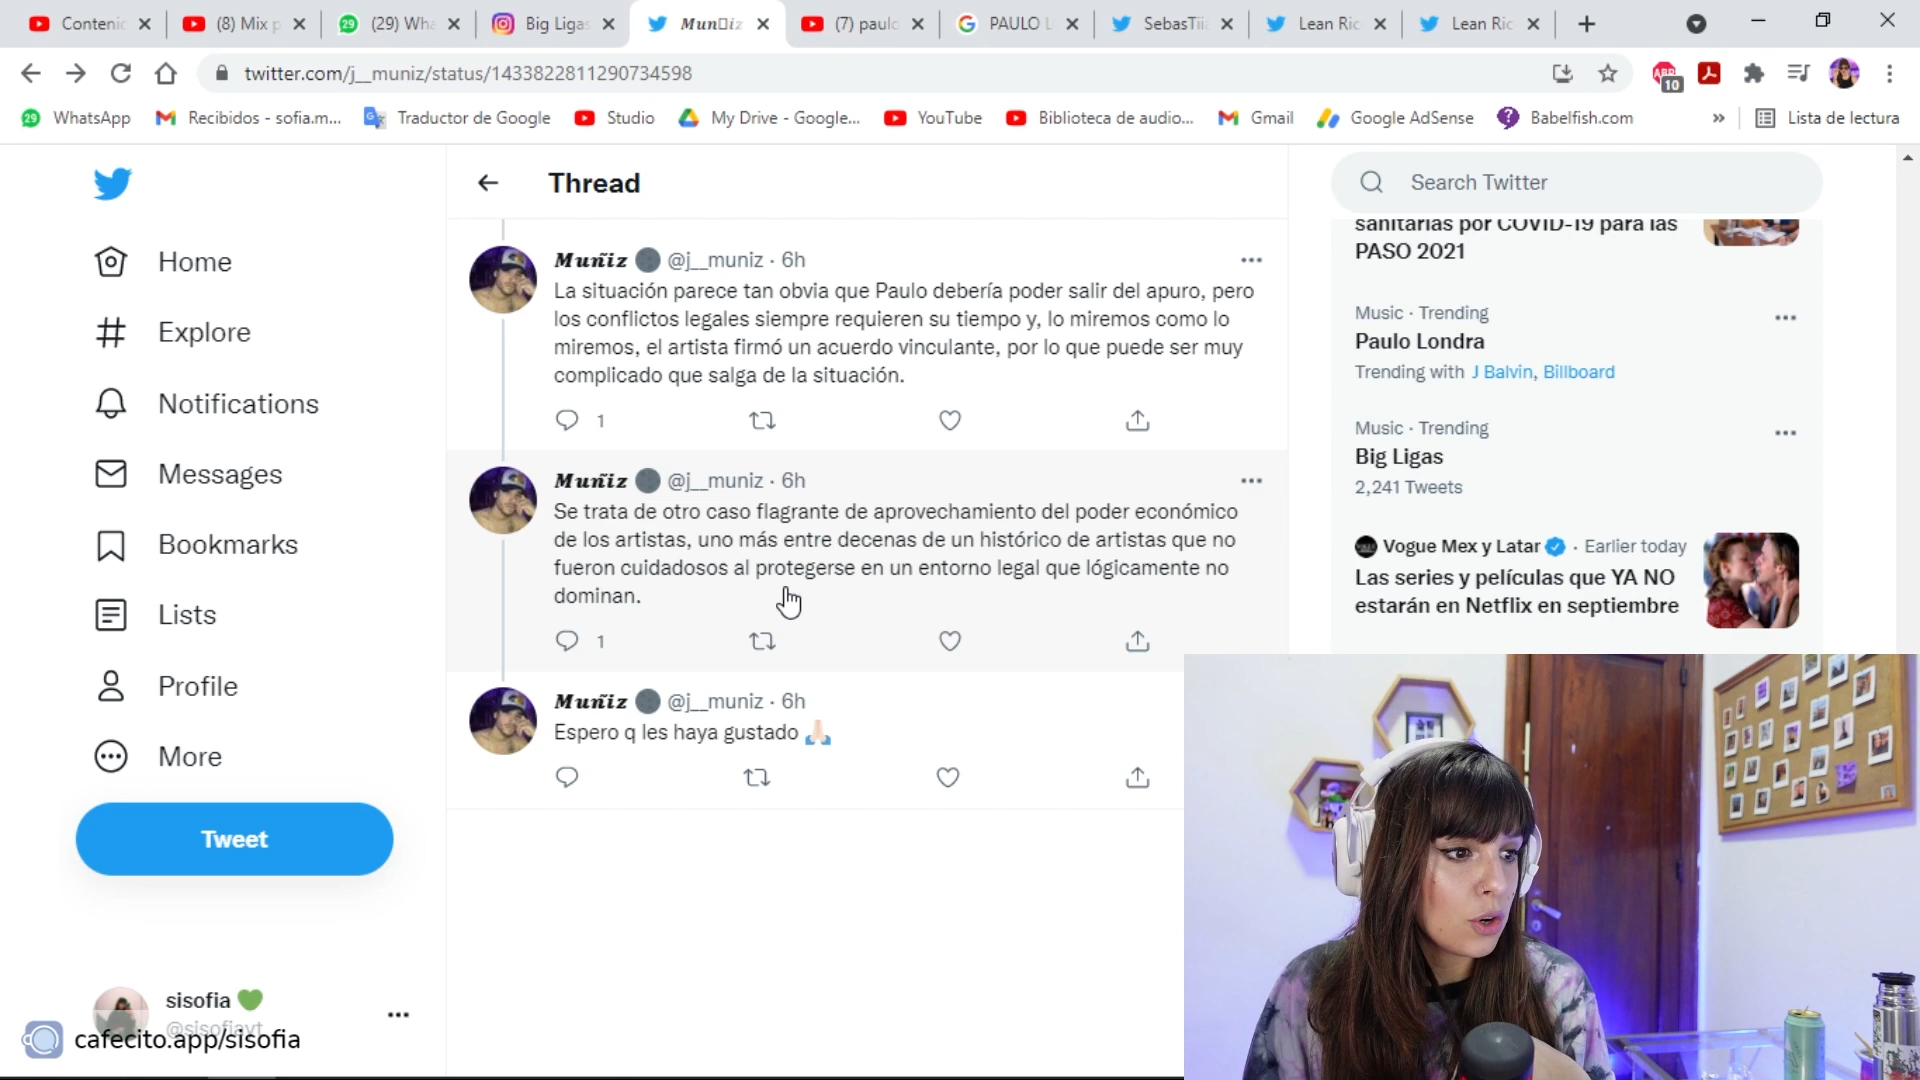 Conteni
(8) Mix p
(29) Wha
Big Ligas
Muñiz
(7) paulo
PAULO L
SebasTii
Lean Ric
Lean Ric
twitter.com/j__muniz/status/1433822811290734598
ABP
10
29
WhatsApp
Recibidos - sofia.m...
Traductor de Google
Studio
My Drive - Google...
YouTube
Biblioteca de audio...
Gmail
Google AdSense
Babelfish.com
»
Lista de lectura
Home
Explore
Notifications
Messages
Bookmarks
Lists
Profile
More
Tweet
sisofia 💚
@sisofiayt
cafecito.app/sisofia
Thread
Muñiz 🌑 @j__muniz · 6h
La situación parece tan obvia que Paulo debería poder salir del apuro, pero
los conflictos legales siempre requieren su tiempo y, lo miremos como lo
miremos, el artista firmó un acuerdo vinculante, por lo que puede ser muy
complicado que salga de la situación.
1
Muñiz 🌑 @j__muniz · 6h
Se trata de otro caso flagrante de aprovechamiento del poder económico
de los artistas, uno más entre decenas de un histórico de artistas que no
fueron cuidadosos al protegerse en un entorno legal que lógicamente no
dominan.
1
Muñiz 🌑 @j__muniz · 6h
Espero q les haya gustado 🙏🏻
Search Twitter
sanitarias por COVID-19 para las
PASO 2021
Music · Trending
Paulo Londra
Trending with J Balvin, Billboard
Music · Trending
Big Ligas
2,241 Tweets
Vogue Mex y Latar · Earlier today
Las series y películas que YA NO
estarán en Netflix en septiembre